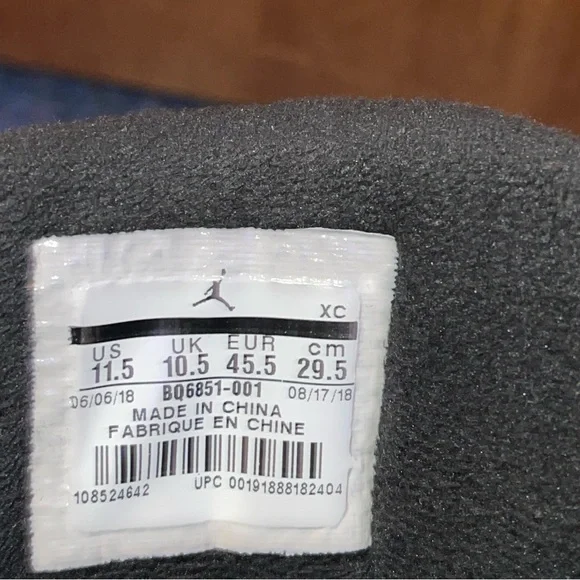 XC
US UK EUR cm
11.5 10.5 45.5 29.5
06/06/18 BQ6851-001 08/17/18
MADE IN CHINA
FABRIQUE EN CHINE
108524642 UPC 00191888182404